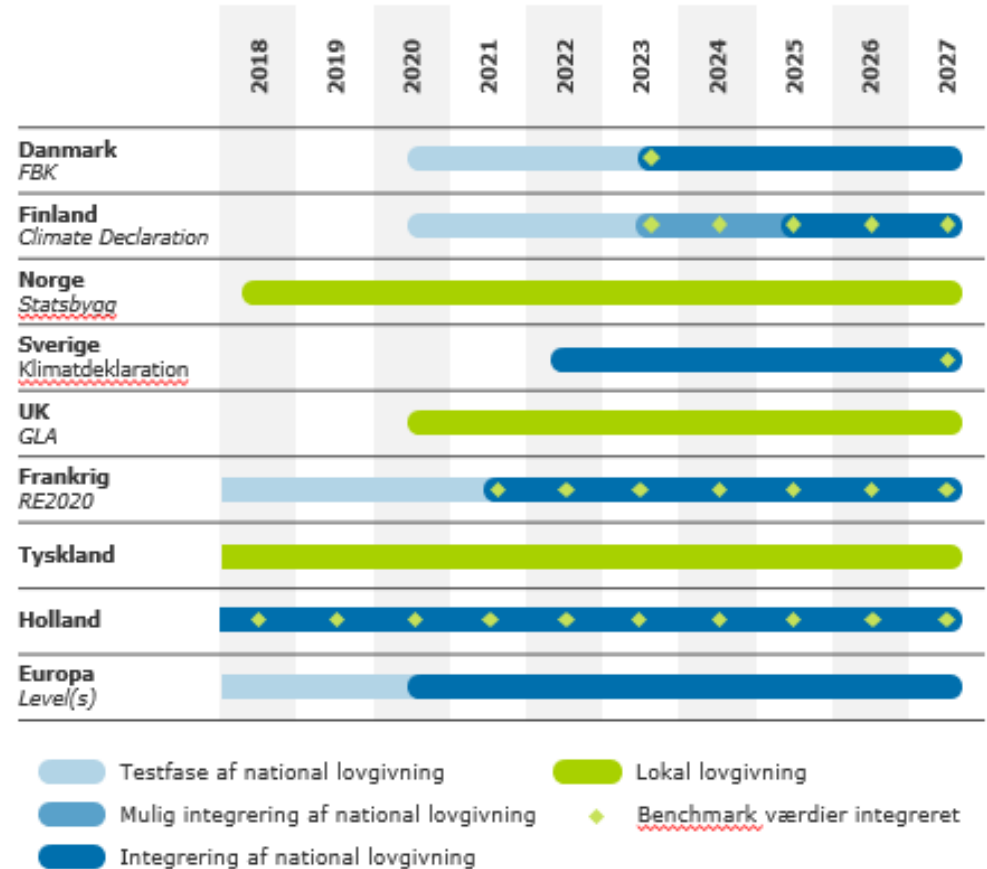 2018 2019 2020 2021 2022 2023 2024 2025 2026 2027
Danmark
FBK
Finland
Climate Declaration
Norge
Statsbygg
Sverige
Klimatdeklaration
UK
GLA
Frankrig
RE2020
Tyskland
Holland
Europa
Level(s)
Testfase af national lovgivning
Lokal lovgivning
Mulig integrering af national lovgivning
Benchmark værdier integreret
Integrering af national lovgivning